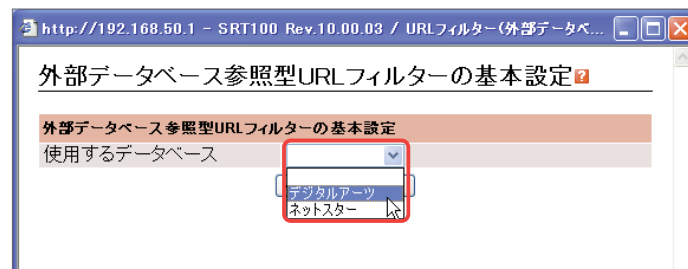 http://192.168.50.1 - SRT100 Rev.10.00.03 / URLフィルター(外部データベ...
外部データベース参照型URLフィルターの基本設定?
外部データベース参照型URLフィルターの基本設定
使用するデータベース
デジタルアーツ
ネットスター